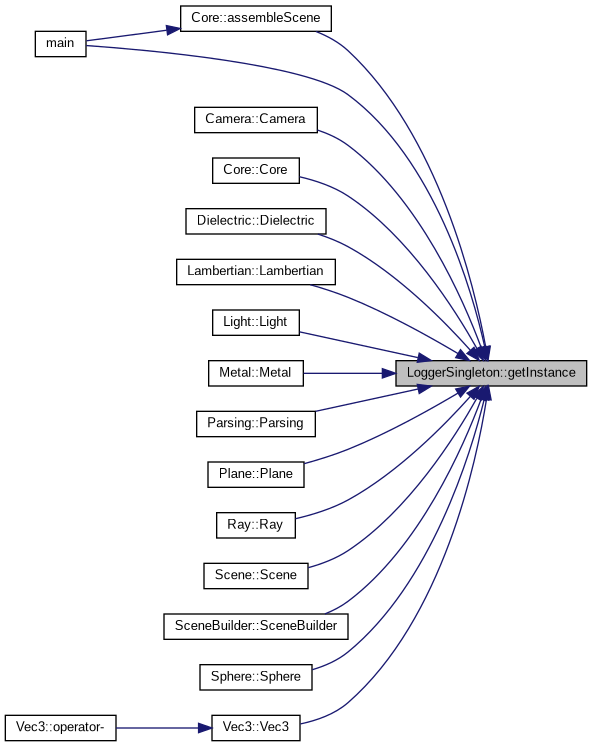 Core::assembleScene
main
Camera::Camera
Core::Core
Dielectric::Dielectric
Lambertian::Lambertian
Light::Light
Metal::Metal
LoggerSingleton::getInstance
Parsing::Parsing
Plane::Plane
Ray::Ray
Scene::Scene
SceneBuilder::SceneBuilder
Sphere::Sphere
Vec3::operator-
Vec3::Vec3